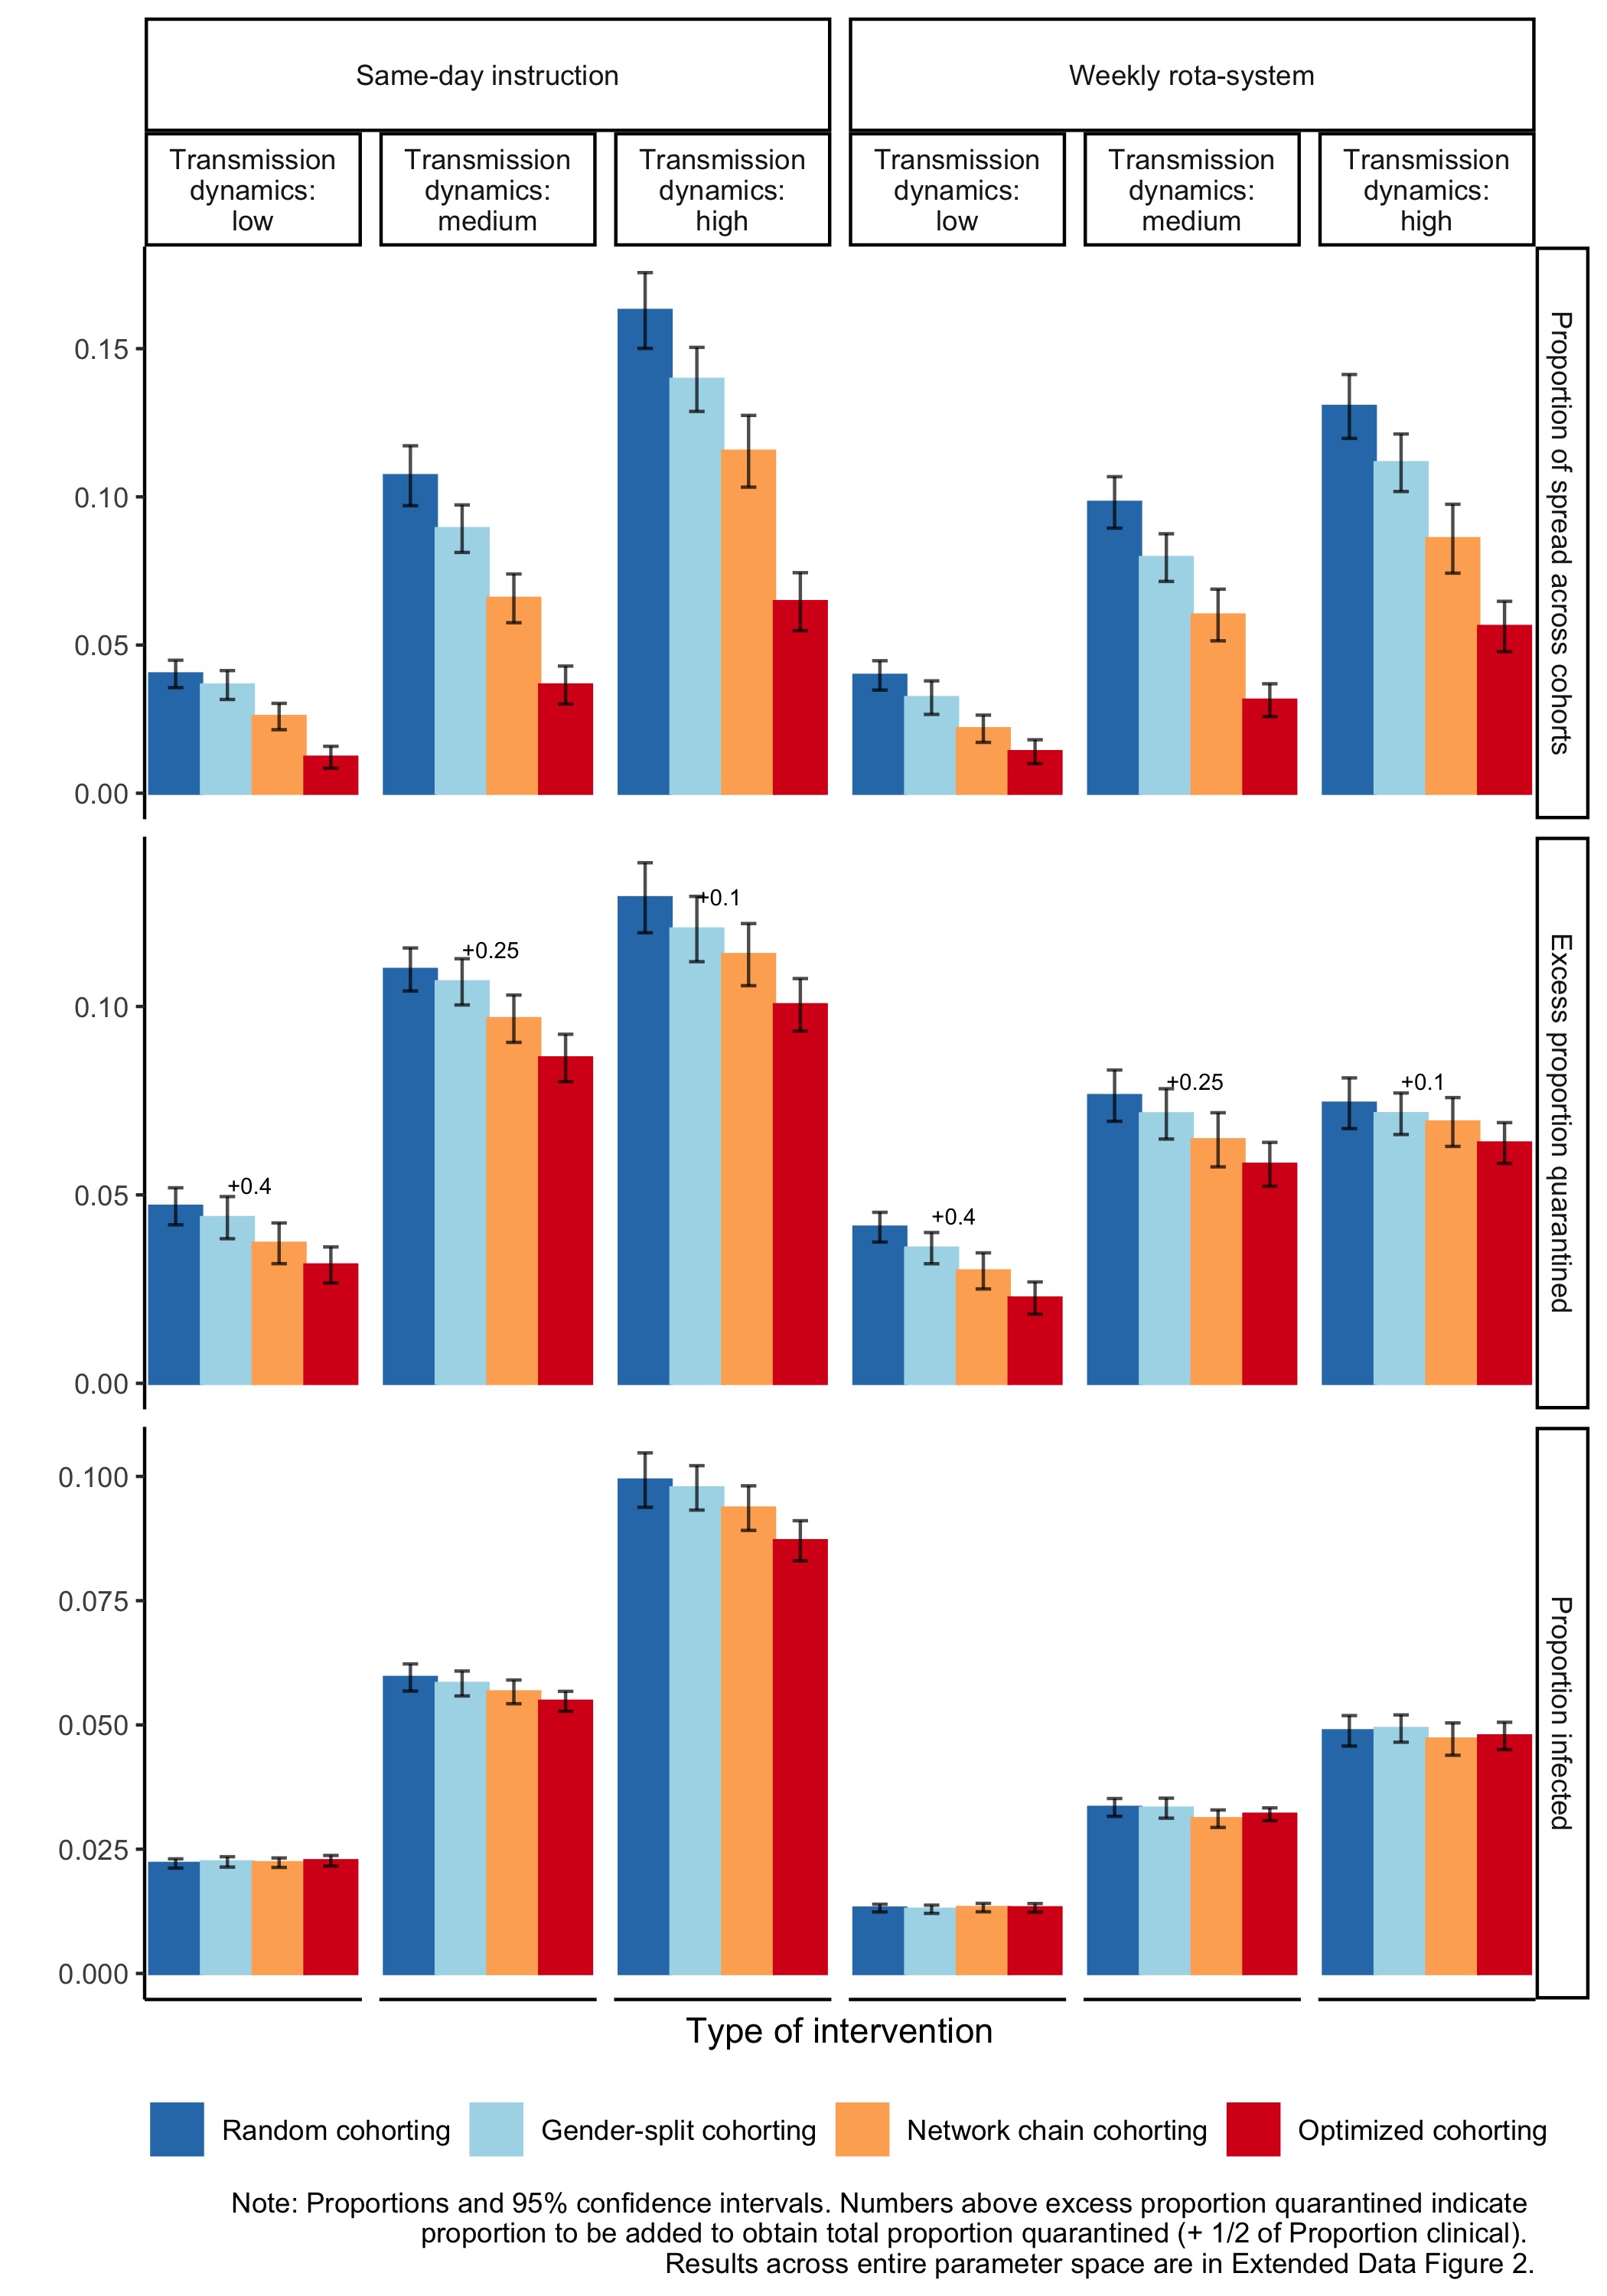 Same-day instruction
Weekly rota-system
Transmission
dynamics:
low
Transmission
dynamics:
medium
Transmission
dynamics:
high
Transmission
dynamics:
low
Transmission
dynamics:
medium
Transmission
dynamics:
high
0.15
0.10
0.05
0.00
Proportion of spread across cohorts
0.10
0.05
0.00
+0.4
+0.25
+0.1
+0.4
+0.25
+0.1
Excess proportion quarantined
0.100
0.075
0.050
0.025
0.000
Proportion infected
Type of intervention
Random cohorting
Gender-split cohorting
Network chain cohorting
Optimized cohorting
Note: Proportions and 95% confidence intervals. Numbers above excess proportion quarantined indicate
proportion to be added to obtain total proportion quarantined (+ 1/2 of Proportion clinical).
Results across entire parameter space are in Extended Data Figure 2.